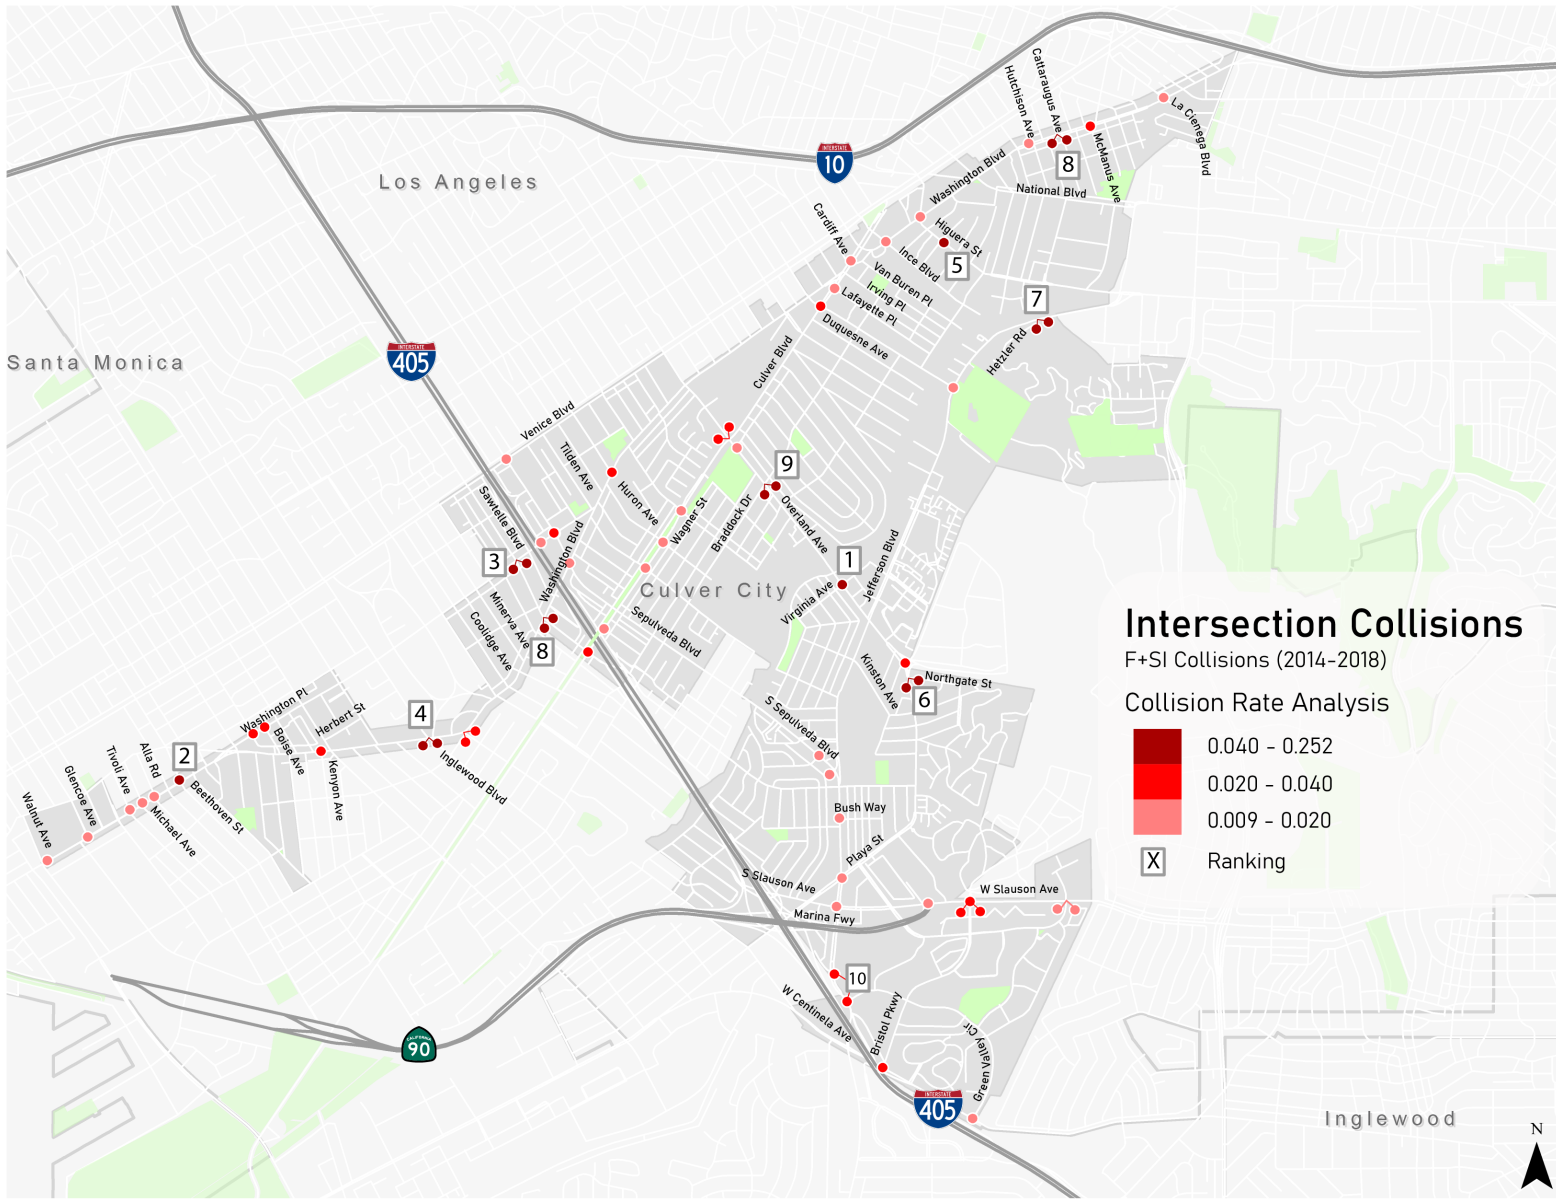 Cattaraugus Ave
Hutchison Ave
La Cienega Blvd
McManus Ave
8
INTERSTATE
10
Los Angeles
Washington Blvd
National Blvd
Cardiff Ave
Higuera St
5
Ince Blvd
Van Buren Pl
Irving Pl
Lafayette Pl
7
Duquesne Ave
Hetzler Rd
Culver Blvd
INTERSTATE
405
Santa Monica
Venice Blvd
Tilden Ave
9
Huron Ave
Wagner St
Braddock Dr
Overland Ave
Sawtelle Blvd
3
Washington Blvd
1
Jefferson Blvd
Virginia Ave
Culver City
Minerva Ave
Coolidge Ave
8
Sepulveda Blvd
Kinston Ave
Northgate St
6
Intersection Collisions
F+SI Collisions (2014-2018)
Collision Rate Analysis
0.040 - 0.252
0.020 - 0.040
0.009 - 0.020
X
Ranking
Washington Pl
Herbert St
4
S Sepulveda Blvd
Boise Ave
Kenyon Ave
Inglewood Blvd
2
Alla Rd
Tivoli Ave
Glencoe Ave
Walnut Ave
Beethoven St
Michael Ave
Bush Way
Playa St
S Slauson Ave
W Slauson Ave
Marina Fwy
10
W Centinela Ave
Bristol Pkwy
Green Valley Cir
CALIFORNIA
90
INTERSTATE
405
Inglewood
N